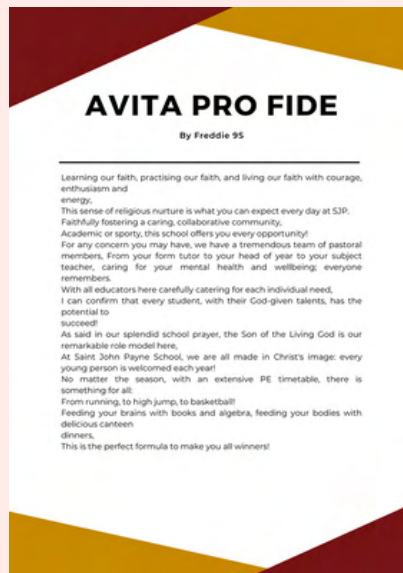 AVITA PRO FIDE
By Freddie 9S
Learning our faith, practising our faith, and living our faith with courage,
enthusiasm and
energy,
This sense of religious nurture is what you can expect every day at SJP.
Faithfully fostering a caring, collaborative community,
Academic or sporty, this school offers you every opportunity!
For any concern you may have, we have a tremendous team of pastoral
members, From your form tutor to your head of year to your subject
teacher, caring for your mental health and wellbeing; everyone
remembers.
With all educators here carefully catering for each individual need,
I can confirm that every student, with their God-given talents, has the
potential to
succeed!
As said in our splendid school prayer, the Son of the Living God is our
remarkable role model here,
At Saint John Payne School, we are all made in Christ's image: every
young person is welcomed each year!
No matter the season, with an extensive PE timetable, there is
something for all:
From running, to high jump, to basketball!
Feeding your brains with books and algebra, feeding your bodies with
delicious canteen
dinners,
This is the perfect formula to make you all winners!